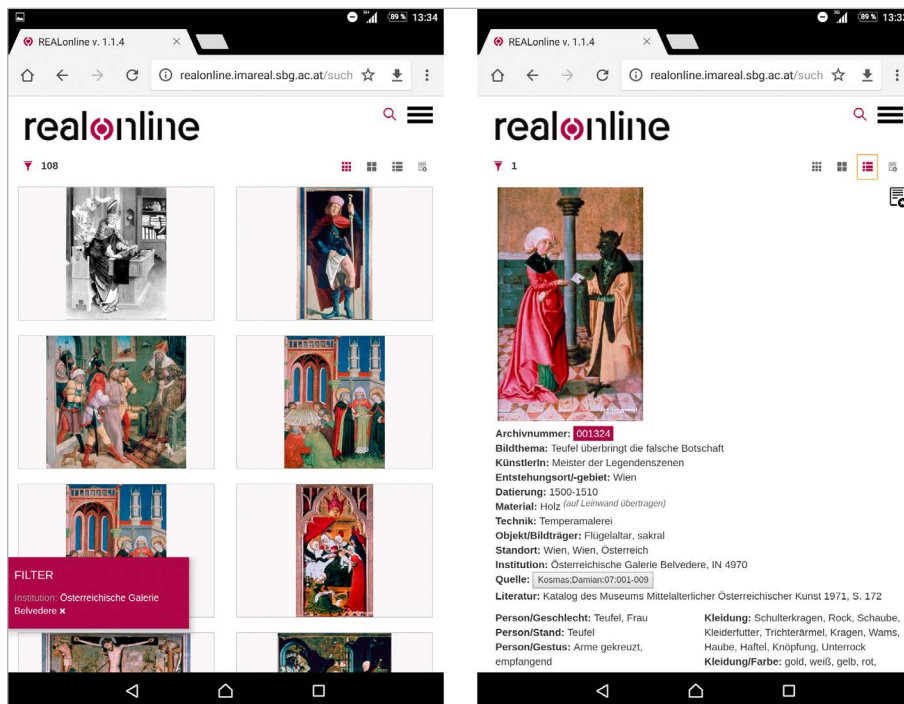 H+ 89 % 13:34
REALonline v. 1.1.4
realonline.imareal.sbg.ac.at/such
realonline
108
FILTER
Institution: Österreichische Galerie
Belvedere ×
3G 89 % 13:33
REALonline v. 1.1.4
realonline.imareal.sbg.ac.at/such
realonline
1
Archivnummer: 001324
Bildthema: Teufel überbringt die falsche Botschaft
KünstlerIn: Meister der Legendenszenen
Entstehungsort/-gebiet: Wien
Datierung: 1500-1510
Material: Holz (auf Leinwand übertragen)
Technik: Temperamalerei
Objekt/Bildträger: Flügelaltar, sakral
Standort: Wien, Wien, Österreich
Institution: Österreichische Galerie Belvedere, IN 4970
Quelle: Kosmas;Damian:07:001-009
Literatur: Katalog des Museums Mittelalterlicher Österreichischer Kunst 1971, S. 172
Person/Geschlecht: Teufel, Frau
Person/Stand: Teufel
Person/Gestus: Arme gekreuzt,
empfangend
Kleidung: Schulterkragen, Rock, Schaube,
Kleiderfutter, Trichterärmel, Kragen, Wams,
Haube, Haftel, Knöpfung, Unterrock
Kleidung/Farbe: gold, weiß, gelb, rot,